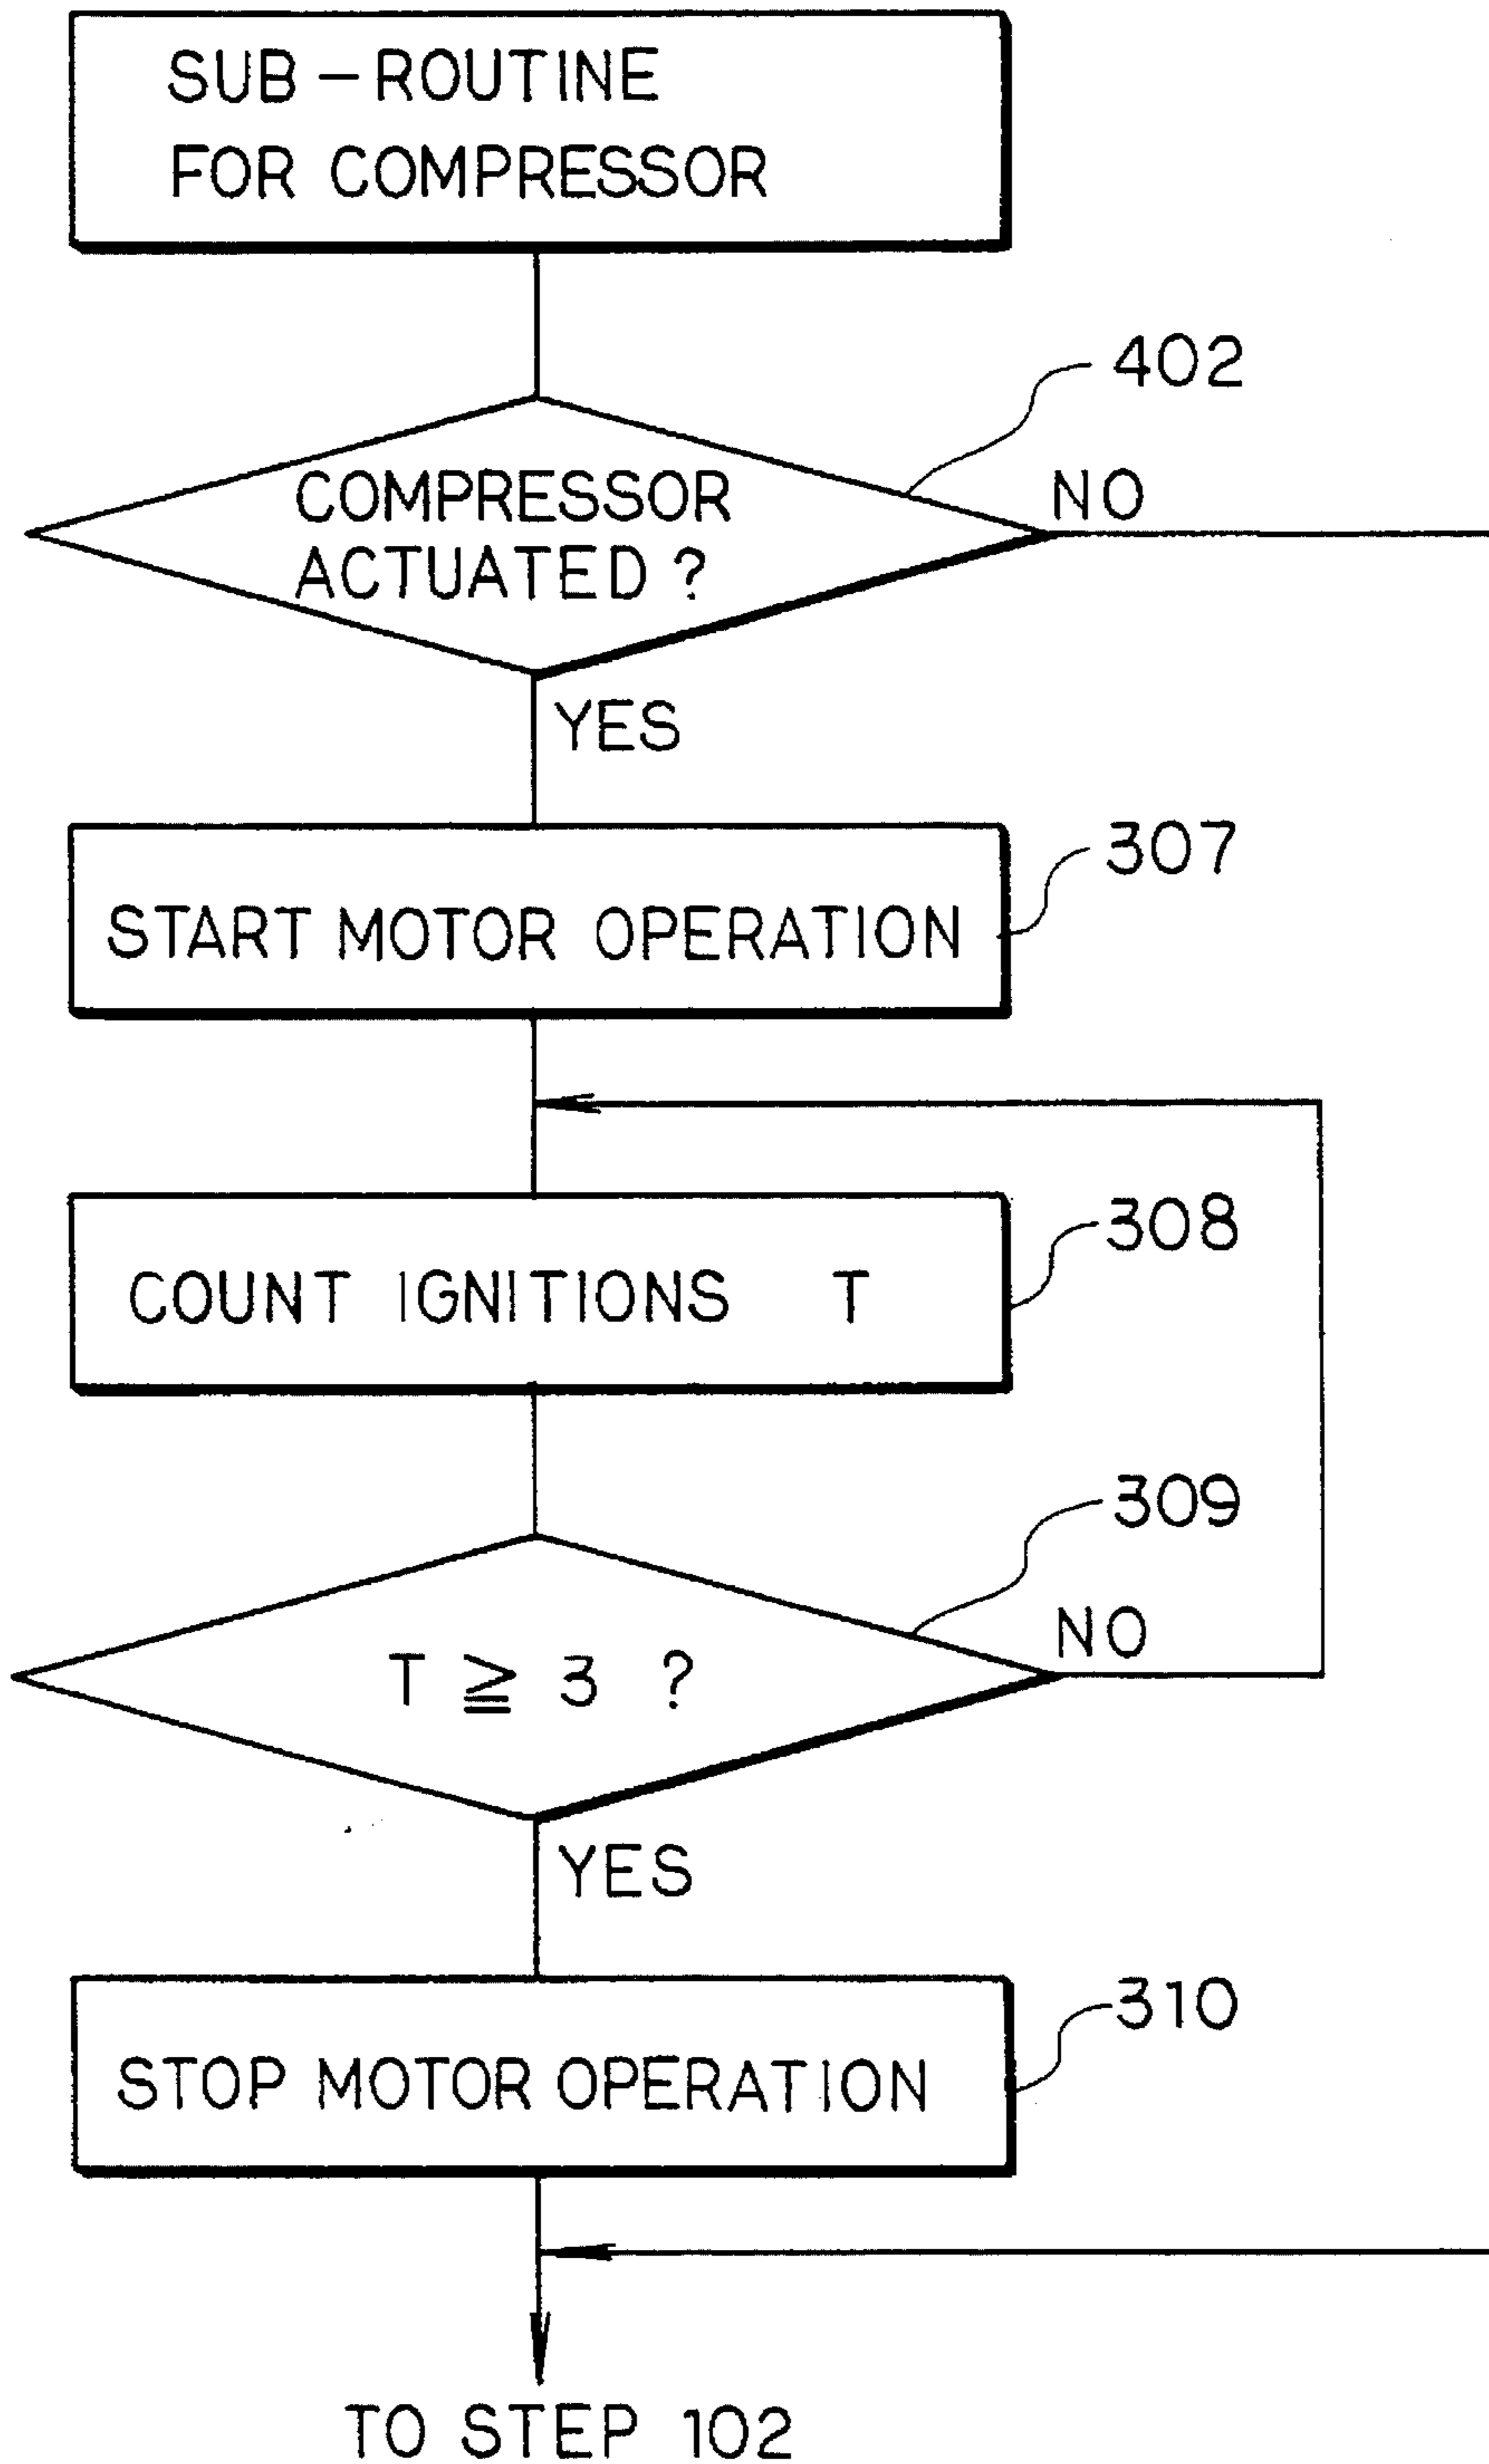 SUB-ROUTINE
FOR COMPRESSOR
402
COMPRESSOR
ACTUATED ?
NO
YES
307
START MOTOR OPERATION
308
COUNT IGNITIONS T
309
T ≧ 3 ?
NO
YES
310
STOP MOTOR OPERATION
TO STEP 102